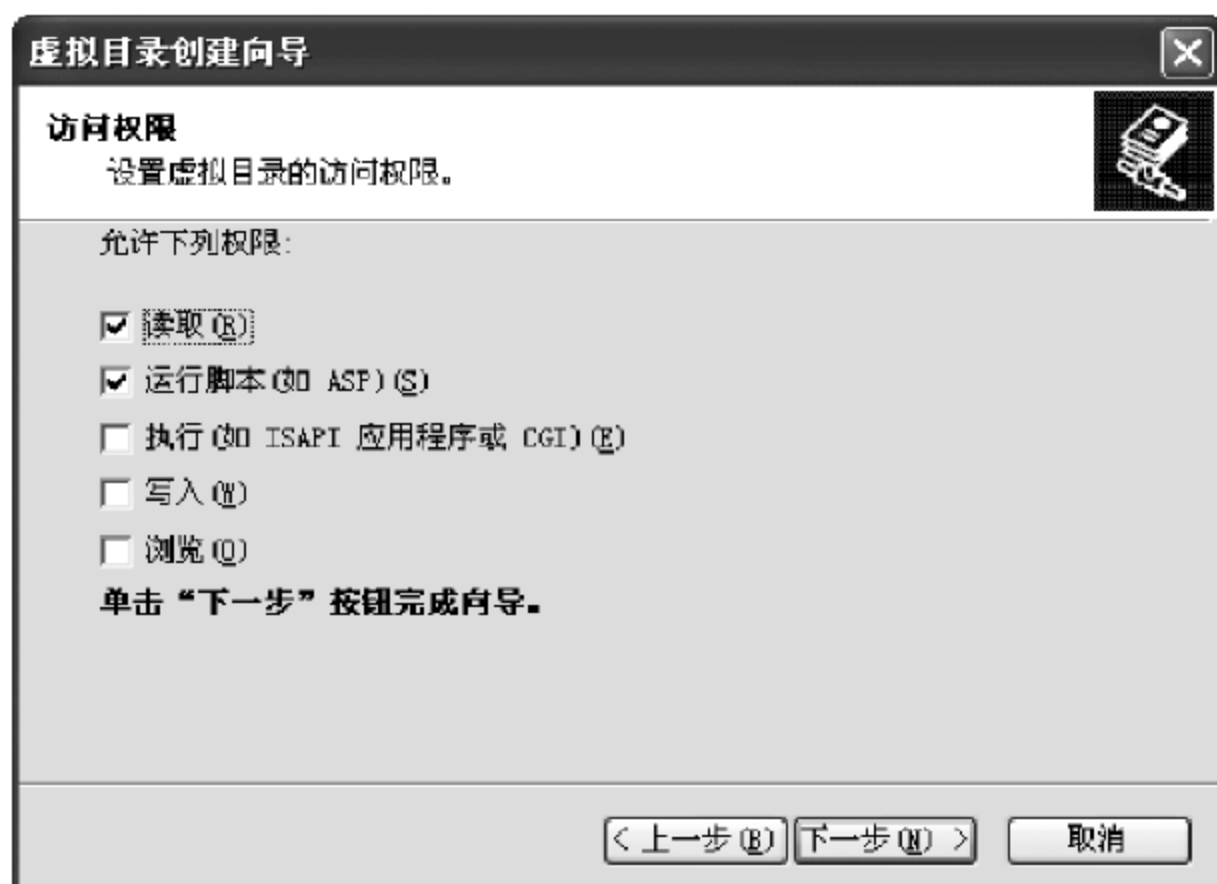 虚拟目录创建向导
访问权限
设置虚拟目录的访问权限。
允许下列权限:
读取(R)
运行脚本(如 ASP)(S)
执行(如 ISAPI 应用程序或 CGI)(E)
写入(W)
浏览(O)
单击“下一步”按钮完成向导。
< 上一步(B) 下一步(N) > 取消